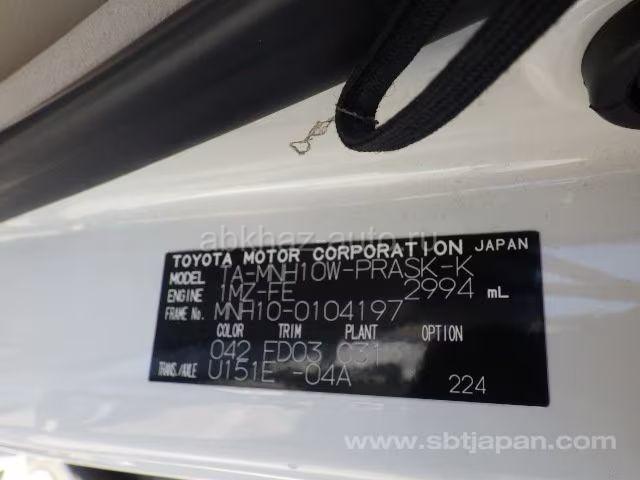 abkhaz-auto.ru
TOYOTA MOTOR CORPORATION JAPAN
MODEL TA-MNH10W-PRASK-K
ENGINE 1MZ-FE 2994 mL
FRAME No. MNH10-0104197
COLOR TRIM PLANT OPTION
042 ED03 C31
TRANS./AXLE U151E -04A
224
www.sbtjapan.com